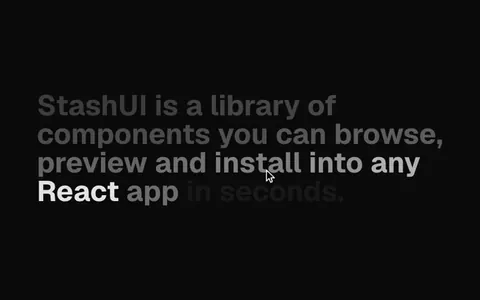 StashUI is a library of
components you can browse,
preview and install into any
React app in seconds.